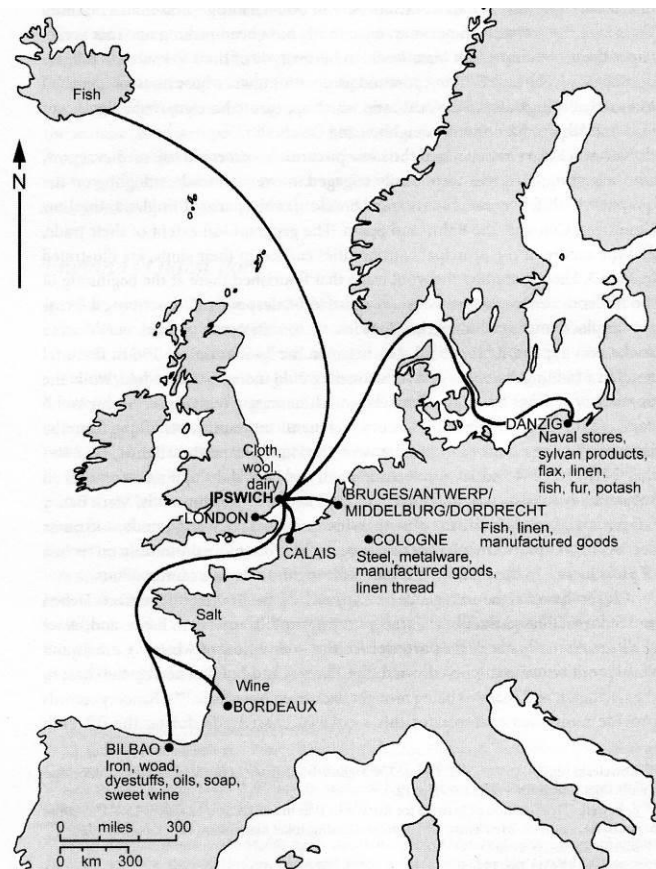 Fish
N
Cloth,
wool,
dairy
IPSWICH
LONDON
CALAIS
BRUGES/ANTWERP/
MIDDELBURG/DORDRECHT
Fish, linen,
manufactured goods
COLOGNE
Steel, metalware,
manufactured goods,
linen thread
DANZIG
Naval stores,
sylvan products,
flax, linen,
fish, fur, potash
Salt
Wine
BORDEAUX
BILBAO
Iron, woad,
dyestuffs, oils, soap,
sweet wine
0 miles 300
0 km 300